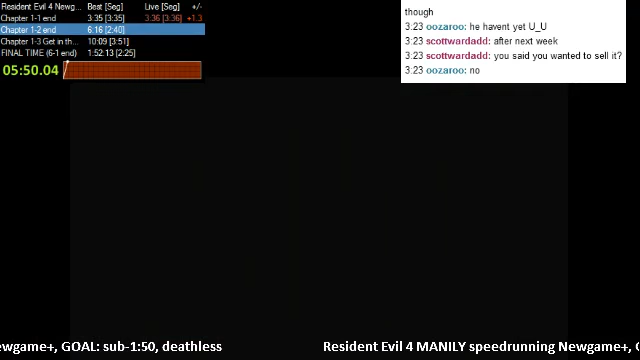 Resident Evil 4 Newg... Beat [Seg] Live [Seg] +/-
Chapter 1-1 end 3:35 [3:35] 3:36 [3:36] +1.3
Chapter 1-2 end 6:16 [2:40]
Chapter 1-3 Get in th... 10:09 [3:51]
FINAL TIME (6-1 end) 1:52:13 [2:25]
05:50.04
though
3:23 oozaroo: he havent yet U_U
3:23 scottwardadd: after next week
3:23 scottwardadd: you said you wanted to sell it?
3:23 oozaroo: no
ewgame+, GOAL: sub-1:50, deathless Resident Evil 4 MANILY speedrunning Newgame+, G